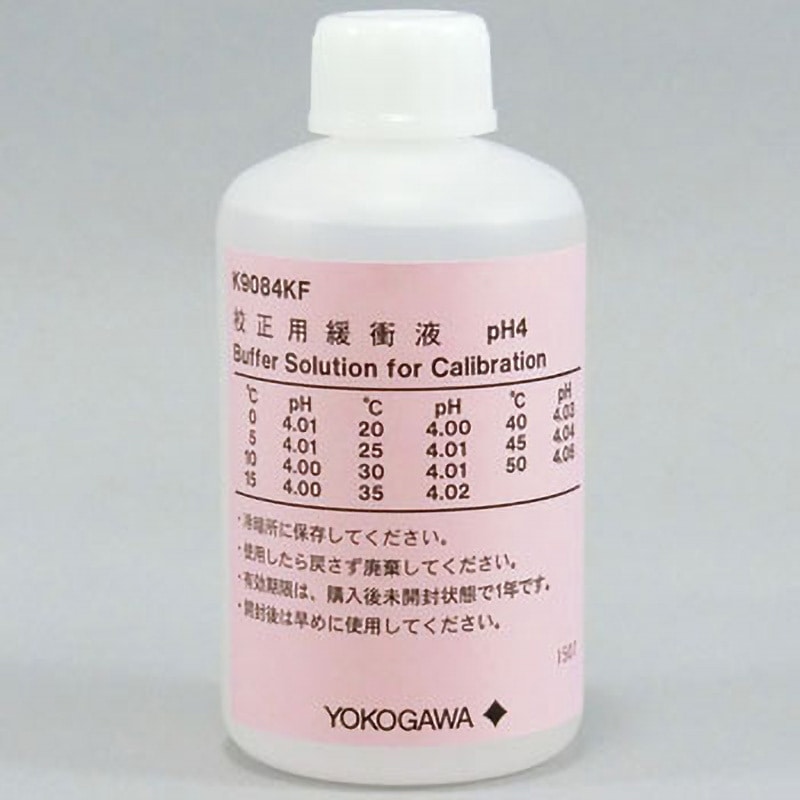 K9084KF
校正用緩衝液 pH4
Buffer Solution for Calibration
℃ pH ℃ pH ℃ pH
0 4.01 20 4.00 40 4.03
5 4.01 25 4.01 45 4.04
10 4.00 30 4.01 50 4.06
15 4.00 35 4.02
・冷暗所に保存してください。
・使用したら戻さず廃棄してください。
・有効期限は、購入後未開封状態で1年です。
・開封後は早めに使用してください。
YOKOGAWA